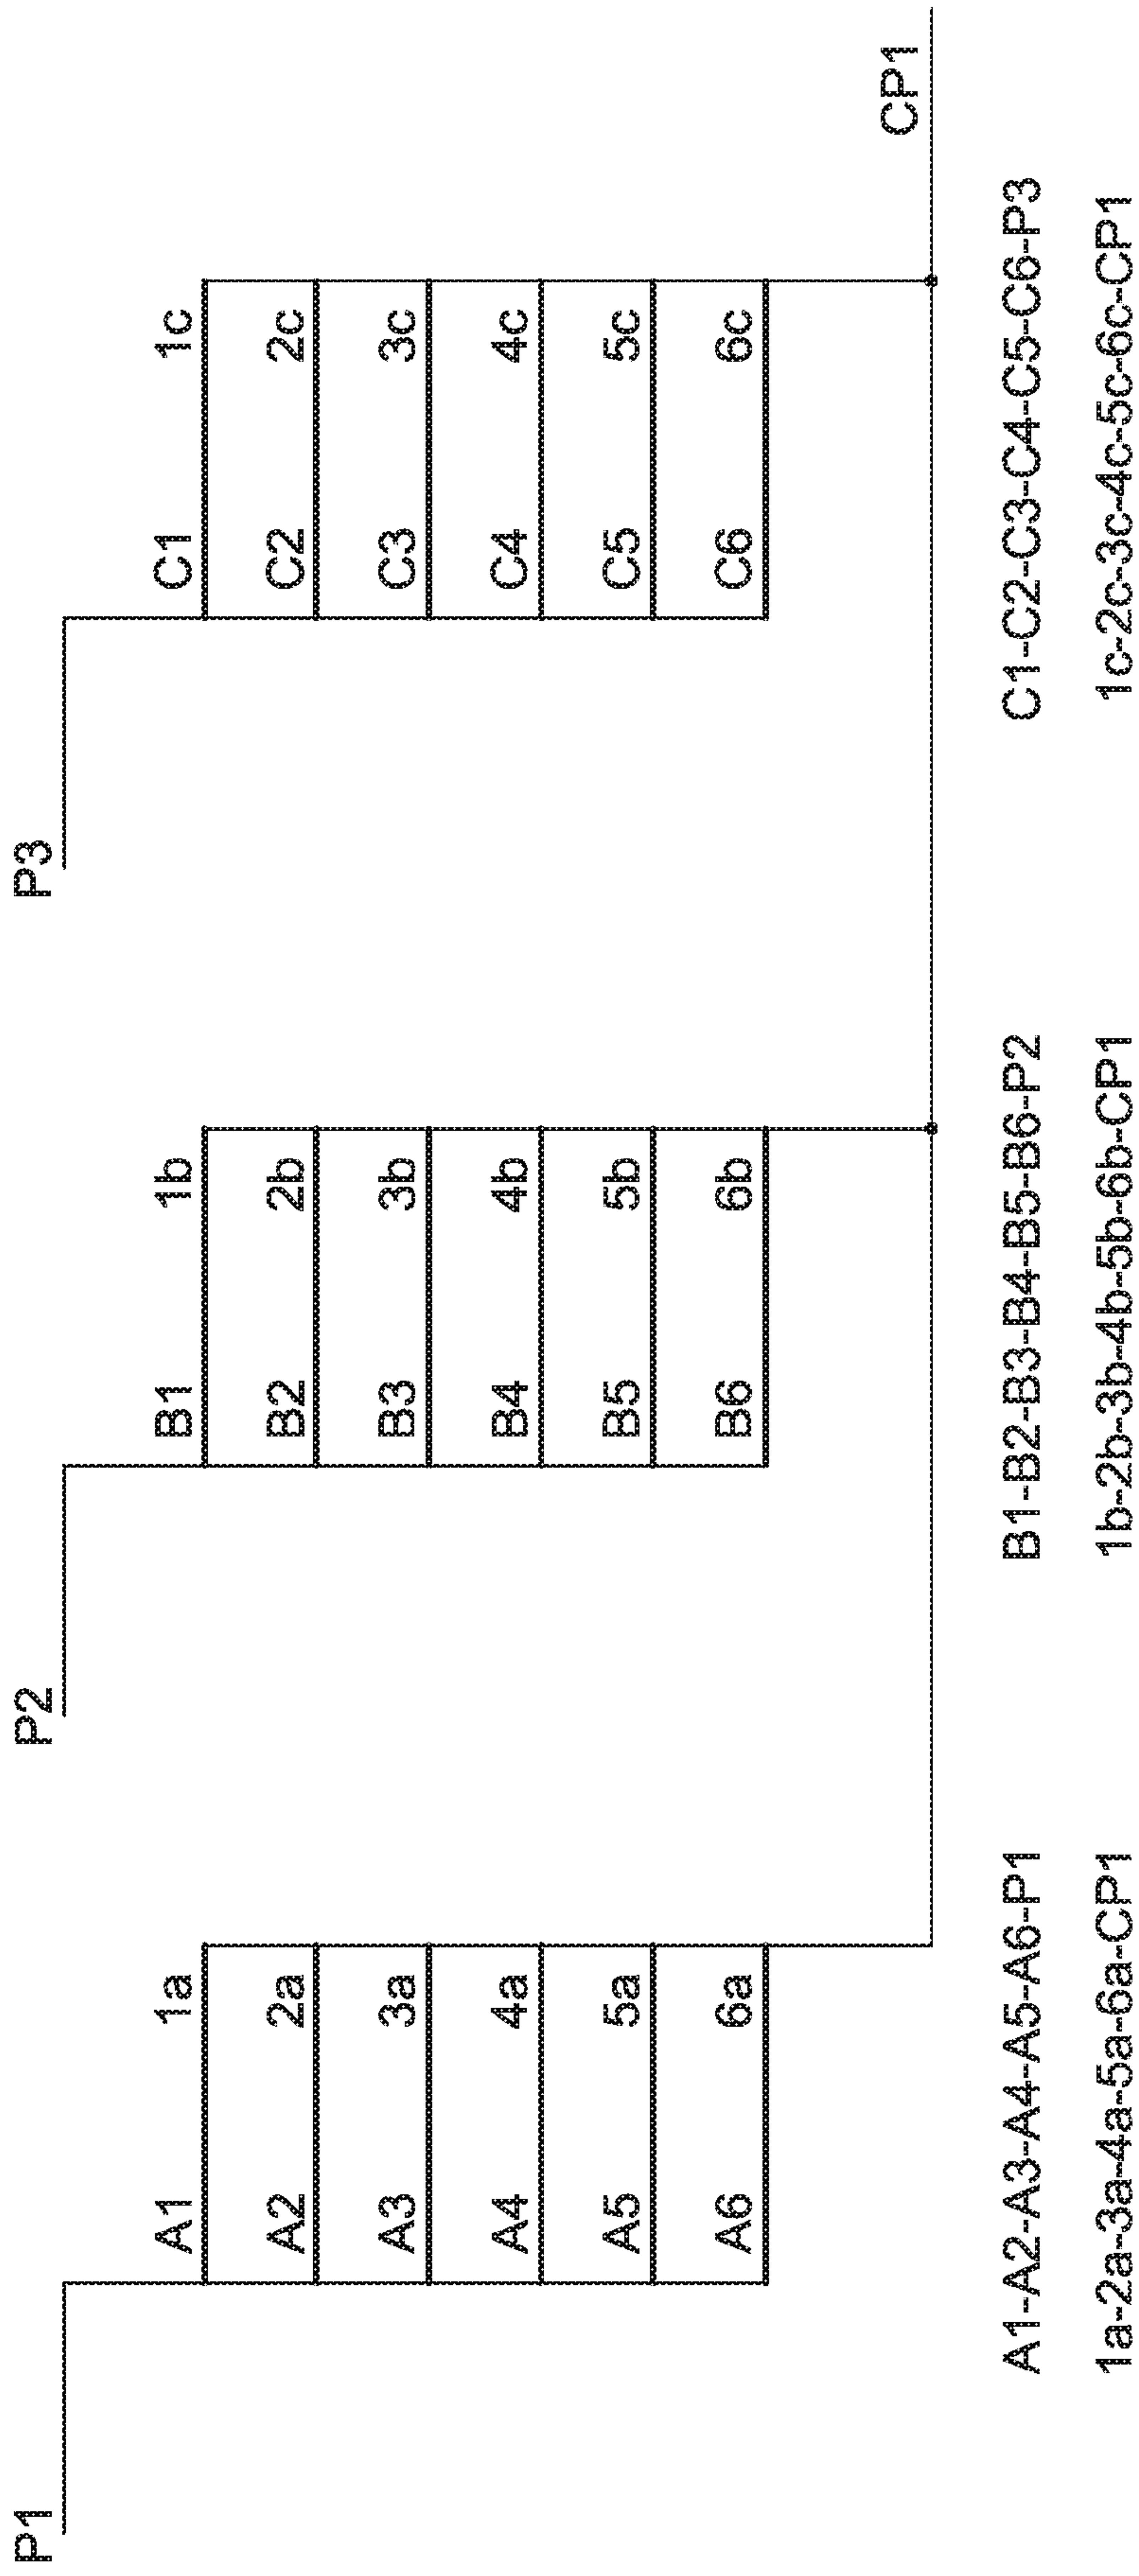 P1
P2
P3
A1 1a
A2 2a
A3 3a
A4 4a
A5 5a
A6 6a
B1 1b
B2 2b
B3 3b
B4 4b
B5 5b
B6 6b
C1 1c
C2 2c
C3 3c
C4 4c
C5 5c
C6 6c
CP1
A1-A2-A3-A4-A5-A6-P1
1a-2a-3a-4a-5a-6a-CP1
B1-B2-B3-B4-B5-B6-P2
1b-2b-3b-4b-5b-6b-CP1
C1-C2-C3-C4-C5-C6-P3
1c-2c-3c-4c-5c-6c-CP1